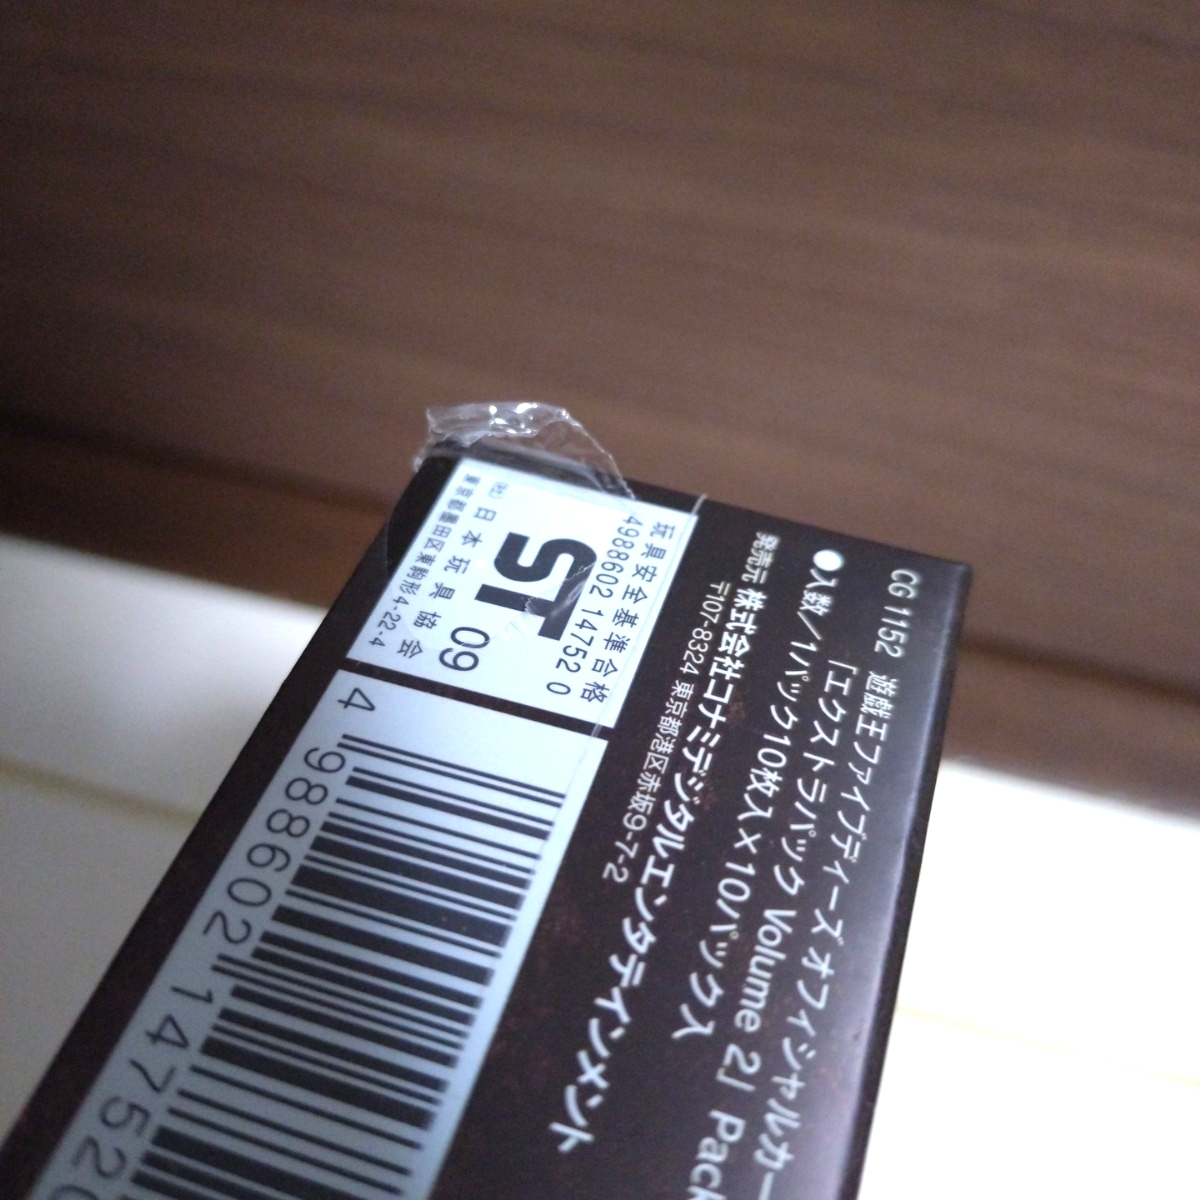 CG 1152 遊戯王ファイブディーズオフィシャルカー
「エクストラパック Volume 2」 Pack
●入数/1パック10枚入×10パック入
発売元 株式会社コナミデジタルエンタテインメント
〒107-8324 東京都港区赤坂9-7-2
玩具安全基準合格
4988602 14752 0
ST 09
(社) 日本玩具協会
東京都墨田区東駒形4-22-4
4 988602 14752